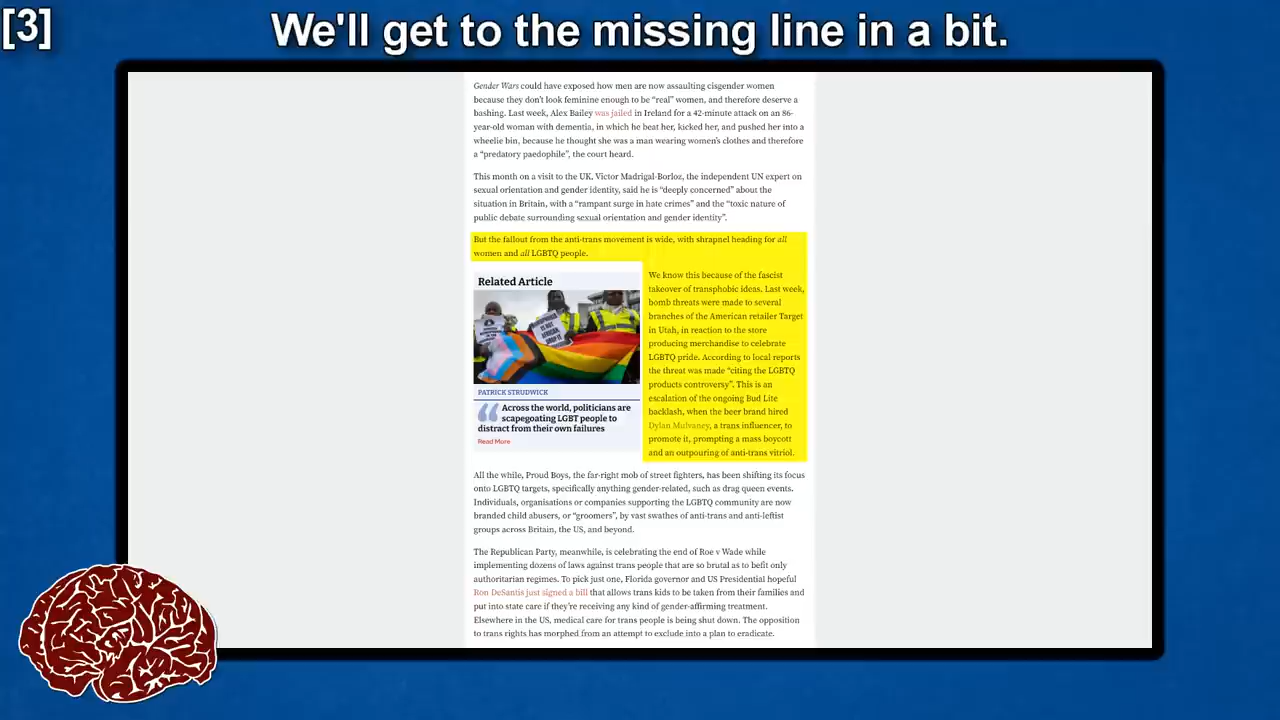 [3]
We'll get to the missing line in a bit.
Gender Wars could have exposed how men are now assaulting cisgender women
because they don't look feminine enough to be “real” women, and therefore deserve a
bashing. Last week, Alex Bailey was jailed in Ireland for a 42-minute attack on an 86-
year-old woman with dementia, in which he beat her, kicked her, and pushed her into a
wheelie bin, because he thought she was a man wearing women's clothes and therefore
a “predatory paedophile”, the court heard.
This month on a visit to the UK, Victor Madrigal-Borloz, the independent UN expert on
sexual orientation and gender identity, said he is “deeply concerned” about the
situation in Britain, with a “rampant surge in hate crimes” and the “toxic nature of
public debate surrounding sexual orientation and gender identity”.
But the fallout from the anti-trans movement is wide, with shrapnel heading for all
women and all LGBTQ people.
Related Article
PATRICK STRUDWICK
Across the world, politicians are
scapegoating LGBT people to
distract from their own failures
Read More
We know this because of the fascist
takeover of transphobic ideas. Last week,
bomb threats were made to several
branches of the American retailer Target
in Utah, in reaction to the store
producing merchandise to celebrate
LGBTQ pride. According to local reports
the threat was made “citing the LGBTQ
products controversy”. This is an
escalation of the ongoing Bud Lite
backlash, when the beer brand hired
Dylan Mulvaney, a trans influencer, to
promote it, prompting a mass boycott
and an outpouring of anti-trans vitriol.
All the while, Proud Boys, the far-right mob of street fighters, has been shifting its focus
onto LGBTQ targets, specifically anything gender-related, such as drag queen events.
Individuals, organisations or companies supporting the LGBTQ community are now
branded child abusers, or “groomers”, by vast swathes of anti-trans and anti-leftist
groups across Britain, the US, and beyond.
The Republican Party, meanwhile, is celebrating the end of Roe v Wade while
implementing dozens of laws against trans people that are so brutal as to befit only
authoritarian regimes. To pick just one, Florida governor and US Presidential hopeful
Ron DeSantis just signed a bill that allows trans kids to be taken from their families and
put into state care if they're receiving any kind of gender-affirming treatment.
Elsewhere in the US, medical care for trans people is being shut down. The opposition
to trans rights has morphed from an attempt to exclude into a plan to eradicate.